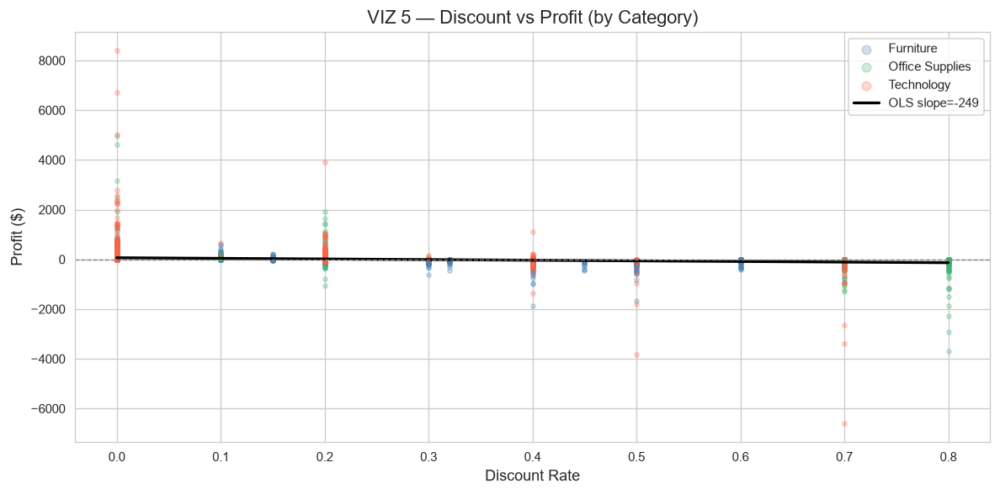 VIZ 5 — Discount vs Profit (by Category)
Furniture
Office Supplies
Technology
OLS slope=-249
Profit ($)
8000
6000
4000
2000
0
−2000
−4000
−6000
0.0 0.1 0.2 0.3 0.4 0.5 0.6 0.7 0.8
Discount Rate